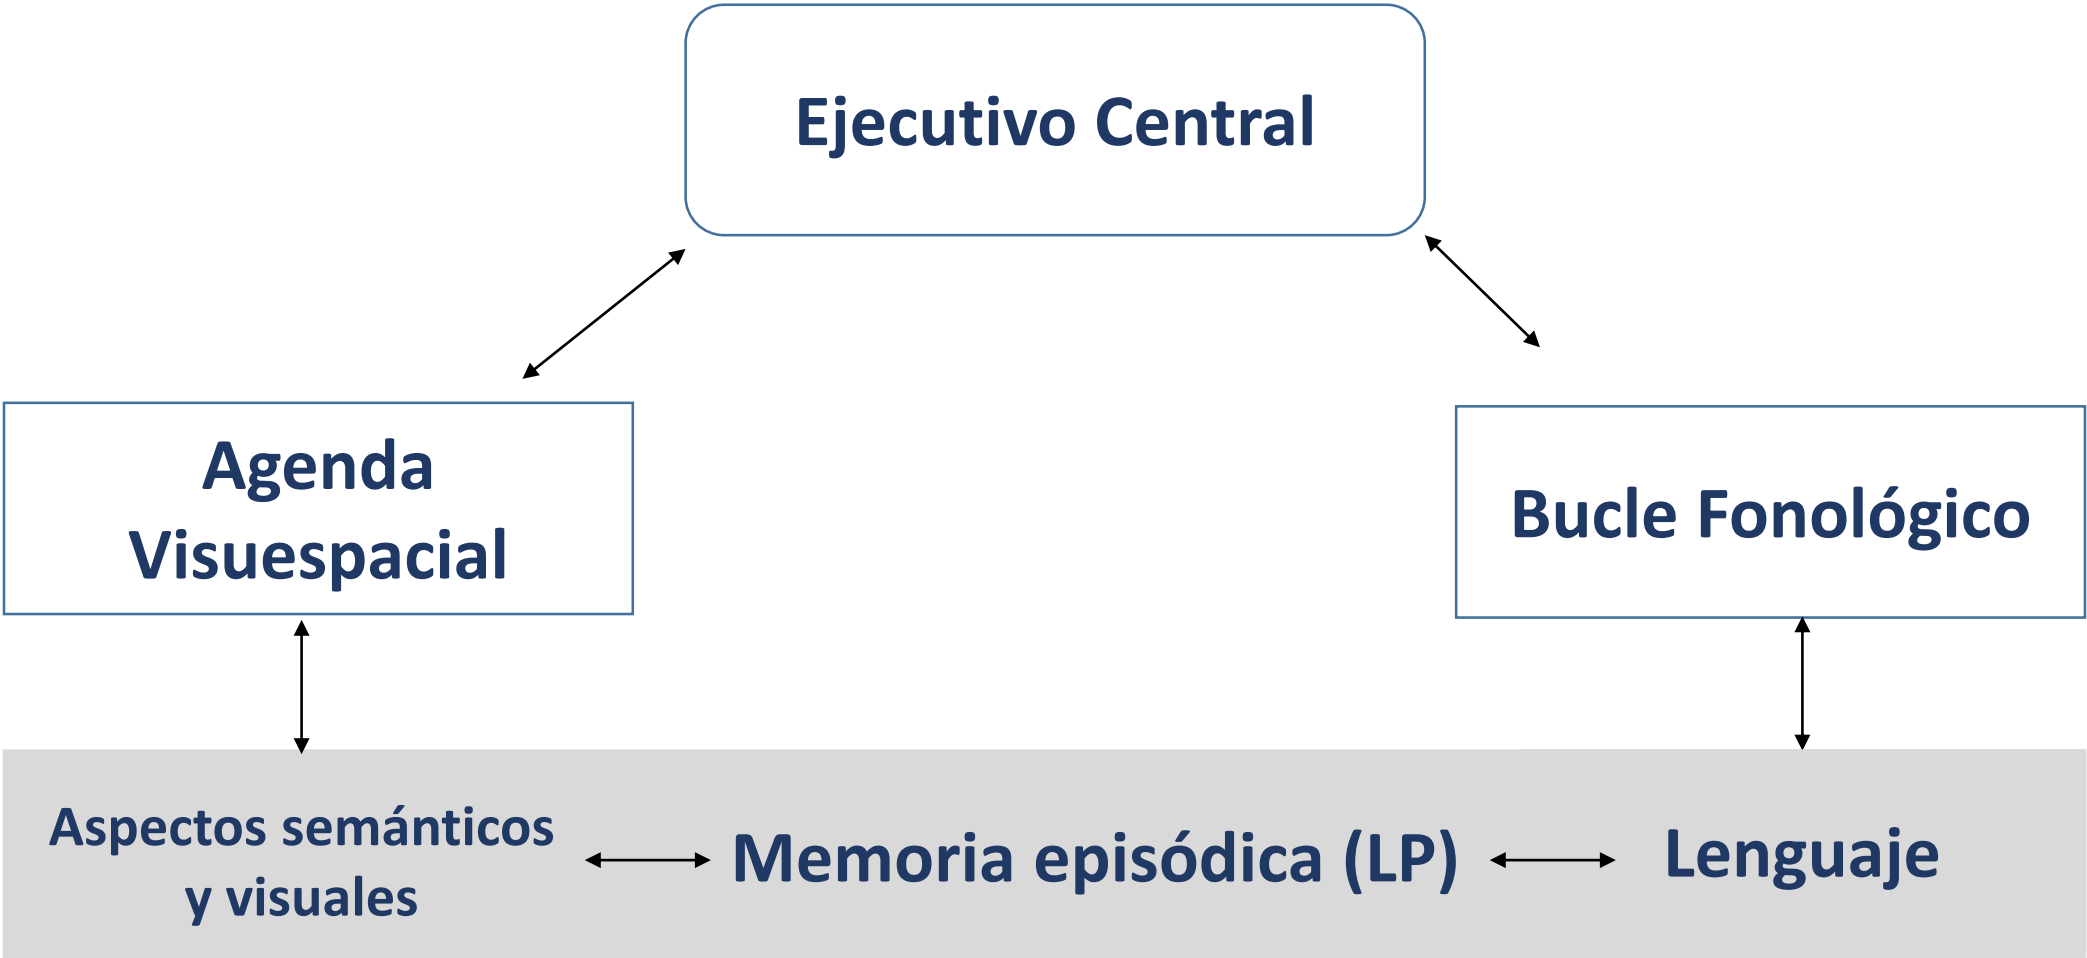 Ejecutivo Central
Agenda
Visuespacial
Bucle Fonológico
Aspectos semánticos
y visuales
Memoria episódica (LP)
Lenguaje